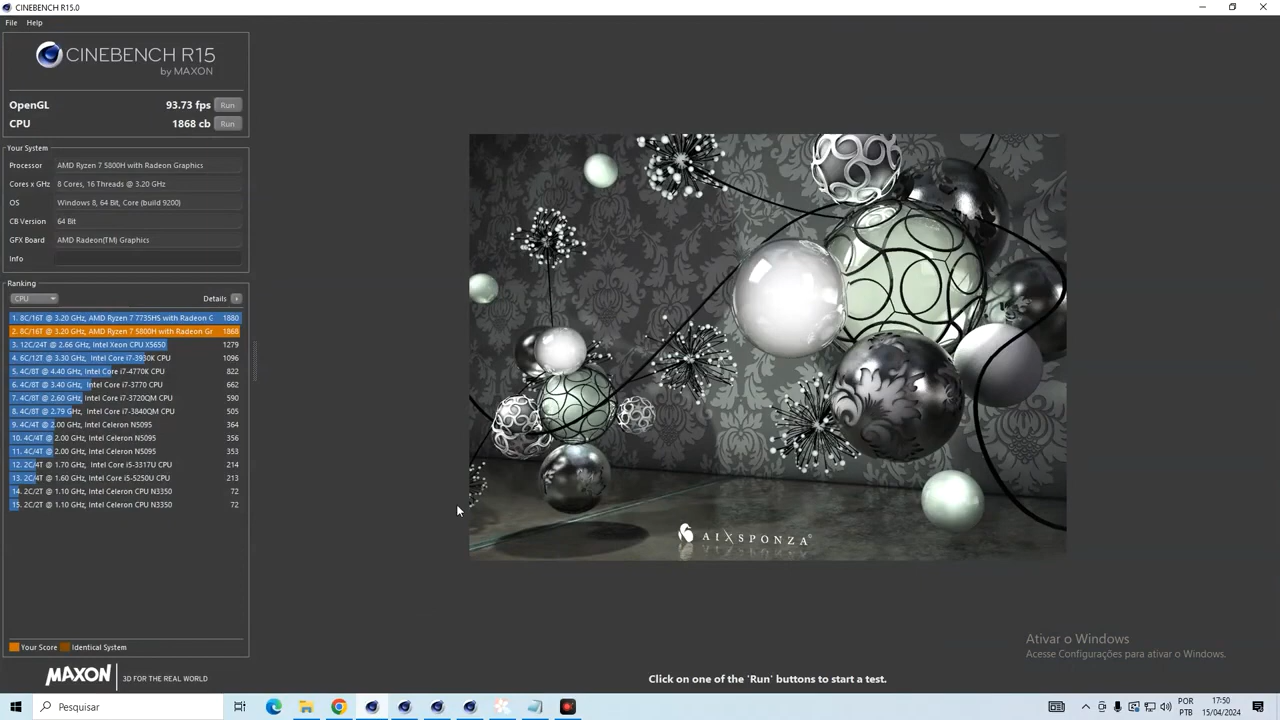 CINEBENCH R15.0
File Help
CINEBENCH R15
by MAXON
OpenGL 93.73 fps Run
CPU 1868 cb Run
Your System
Processor AMD Ryzen 7 5800H with Radeon Graphics
Cores x GHz 8 Cores, 16 Threads @ 3.20 GHz
OS Windows 8, 64 Bit, Core (build 9200)
CB Version 64 Bit
GFX Board AMD Radeon(TM) Graphics
Info
Ranking
CPU Details
1. 8C/16T @ 3.20 GHz, AMD Ryzen 7 7735HS with Radeon G 1880
2. 8C/16T @ 3.20 GHz, AMD Ryzen 7 5800H with Radeon Gr 1868
3. 12C/24T @ 2.66 GHz, Intel Xeon CPU X5650 1279
4. 6C/12T @ 3.30 GHz, Intel Core i7-3930K CPU 1096
5. 4C/8T @ 4.40 GHz, Intel Core i7-4770K CPU 822
6. 4C/8T @ 3.40 GHz, Intel Core i7-3770 CPU 662
7. 4C/8T @ 2.60 GHz, Intel Core i7-3720QM CPU 590
8. 4C/8T @ 2.79 GHz, Intel Core i7-3840QM CPU 505
9. 4C/4T @ 2.00 GHz, Intel Celeron N5095 364
10. 4C/4T @ 2.00 GHz, Intel Celeron N5095 356
11. 4C/4T @ 2.00 GHz, Intel Celeron N5095 353
12. 2C/4T @ 1.70 GHz, Intel Core i5-3317U CPU 214
13. 2C/4T @ 1.60 GHz, Intel Core i5-5250U CPU 213
14. 2C/2T @ 1.10 GHz, Intel Celeron CPU N3350 72
15. 2C/2T @ 1.10 GHz, Intel Celeron CPU N3350 72
AIXSPONZA®
Your Score Identical System
MAXON 3D FOR THE REAL WORLD
Click on one of the 'Run' buttons to start a test.
Ativar o Windows
Acesse Configurações para ativar o Windows.
Pesquisar
POR
PTB
17:50
15/04/2024